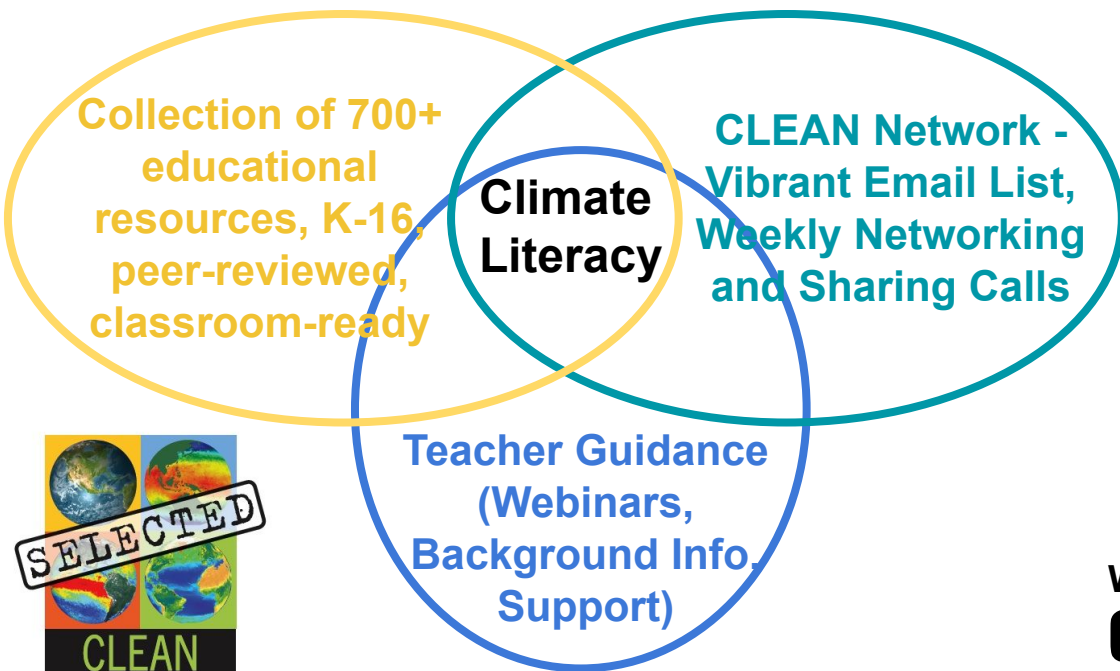 Collection of 700+
educational
resources, K-16,
peer-reviewed,
classroom-ready
Climate
Literacy
CLEAN Network -
Vibrant Email List,
Weekly Networking
and Sharing Calls
Teacher Guidance
(Webinars,
Background Info.
Support)
SELECTED
CLEAN